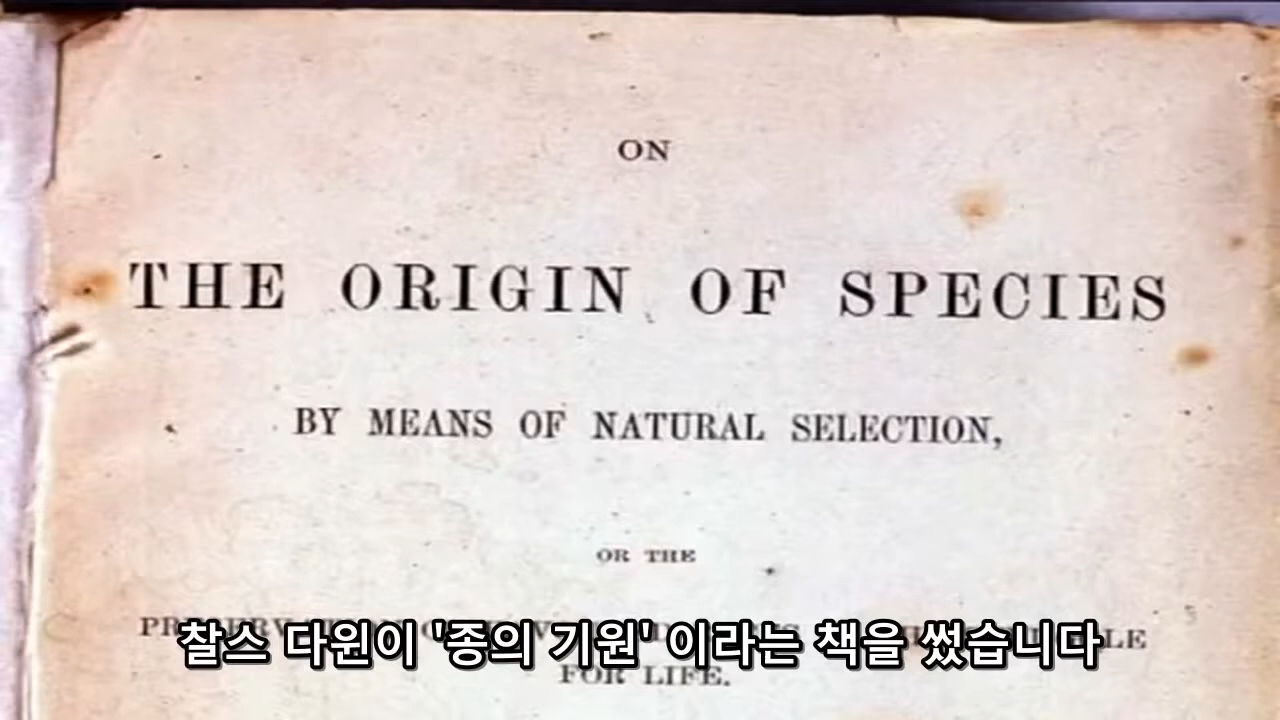 ON
THE ORIGIN OF SPECIES
BY MEANS OF NATURAL SELECTION,
OR THE
찰스 다윈이 '종의 기원' 이라는 책을 썼습니다
FOR LIFE.